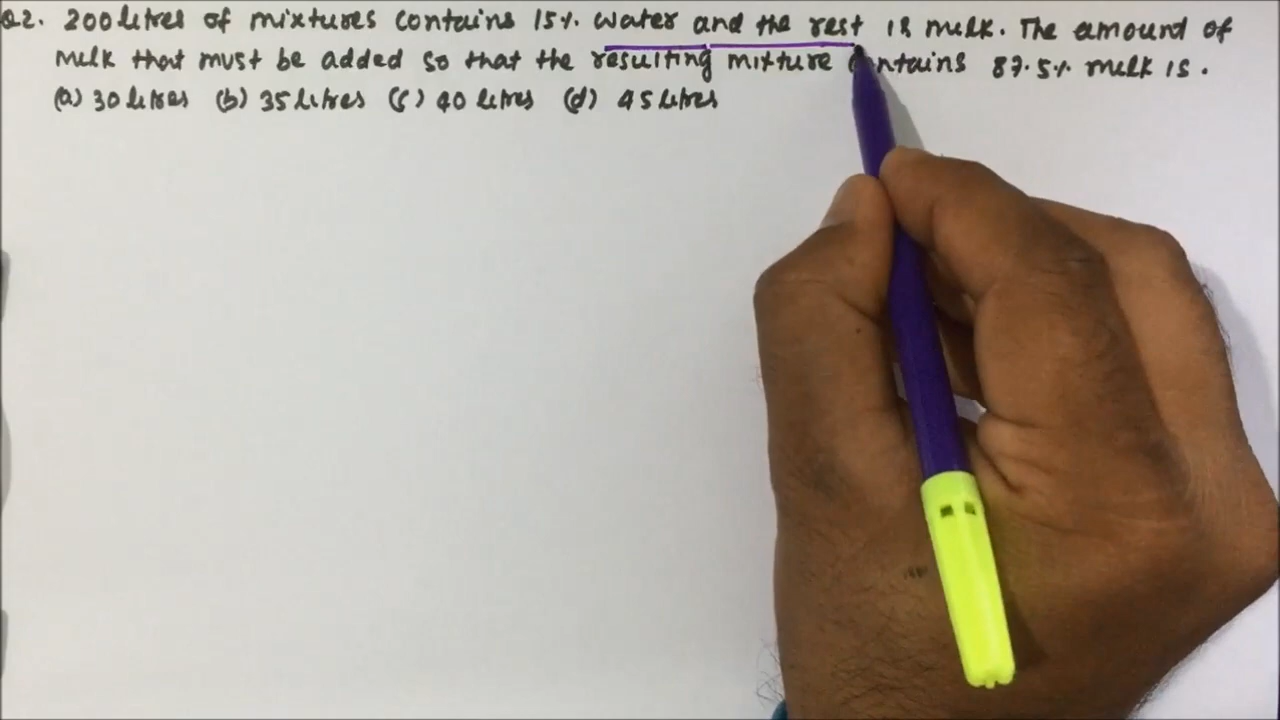 Q2. 200 litres of mixtures contains 15%. water and the rest is milk. The amount of
milk that must be added so that the resulting mixture contains 87.5% milk is.
(a) 30 litres (b) 35 litres (c) 40 litres (d) 45 litres